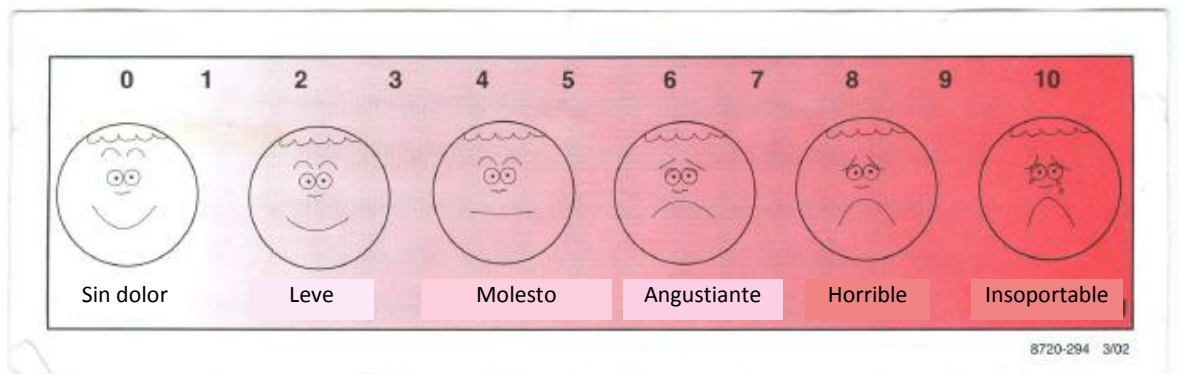 0 1 2 3 4 5 6 7 8 9 10
Sin dolor Leve Molesto Angustiante Horrible Insoportable
8720-294 3/02